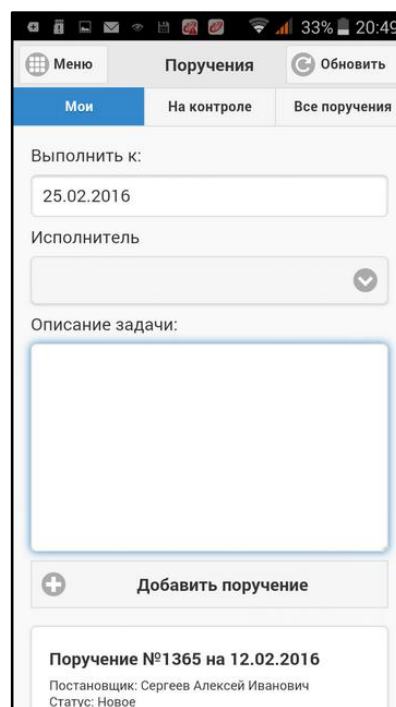 33% 20:49
Меню Поручения Обновить
Мои На контроле Все поручения
Выполнить к:
25.02.2016
Исполнитель
Описание задачи:
Добавить поручение
Поручение №1365 на 12.02.2016
Постановщик: Сергеев Алексей Иванович
Статус: Новое